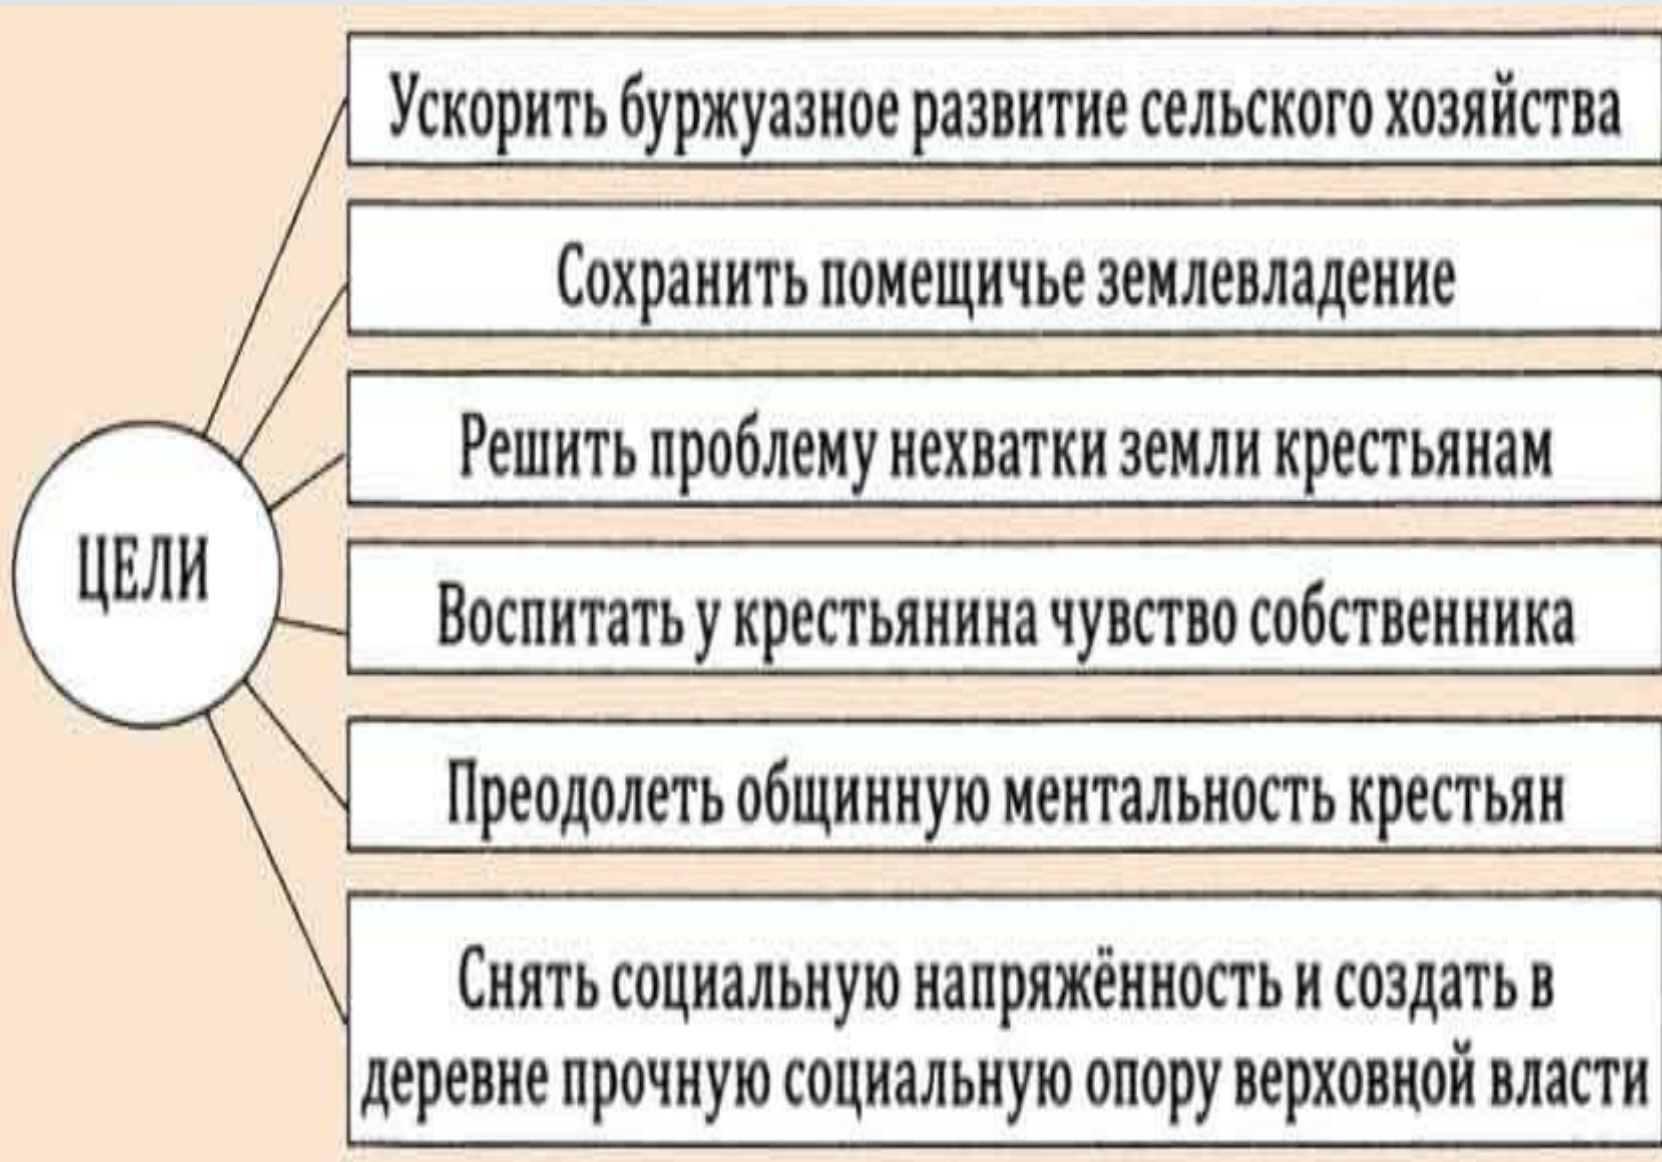 Ускорить буржуазное развитие сельского хозяйства
Сохранить помещичье землевладение
Решить проблему нехватки земли крестьянам
ЦЕЛИ
Воспитать у крестьянина чувство собственника
Преодолеть общинную ментальность крестьян
Снять социальную напряжённость и создать в
деревне прочную социальную опору верховной власти